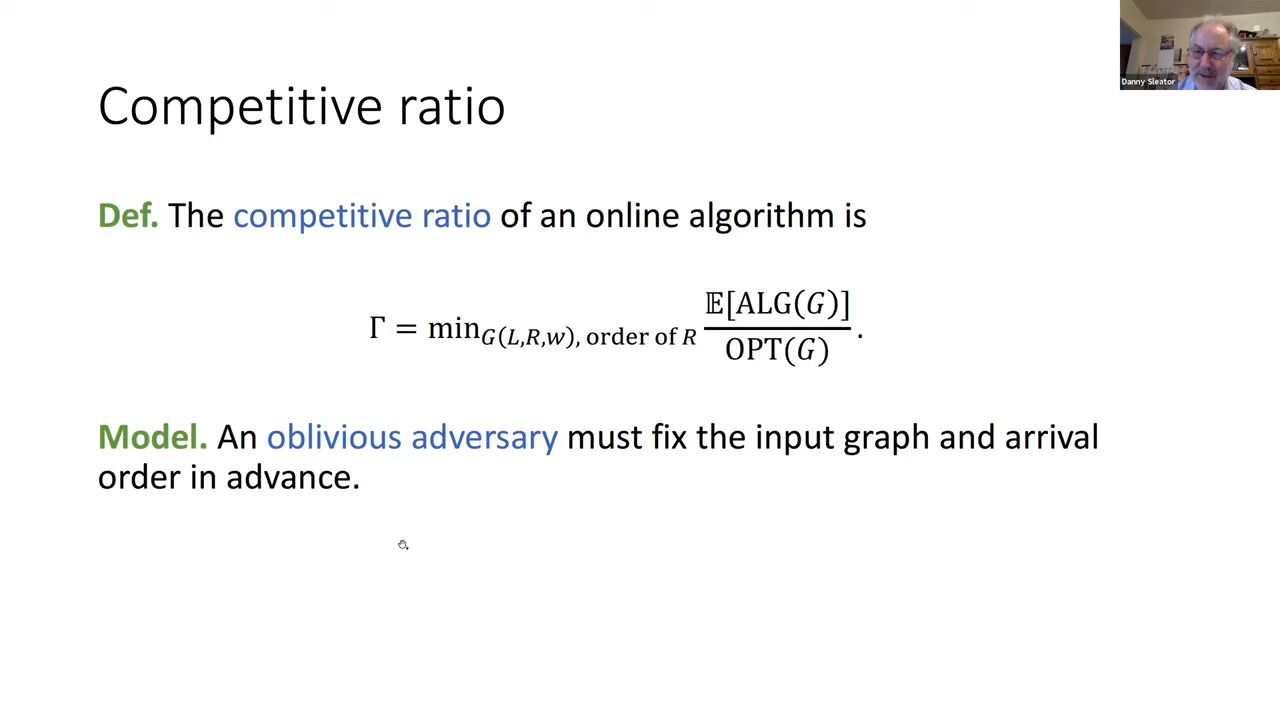 Competitive ratio
Danny Sleator
Def. The competitive ratio of an online algorithm is
Γ = min_{G(L,R,w), order of R} 𝔼[ALG(G)] / OPT(G) .
Model. An oblivious adversary must fix the input graph and arrival
order in advance.